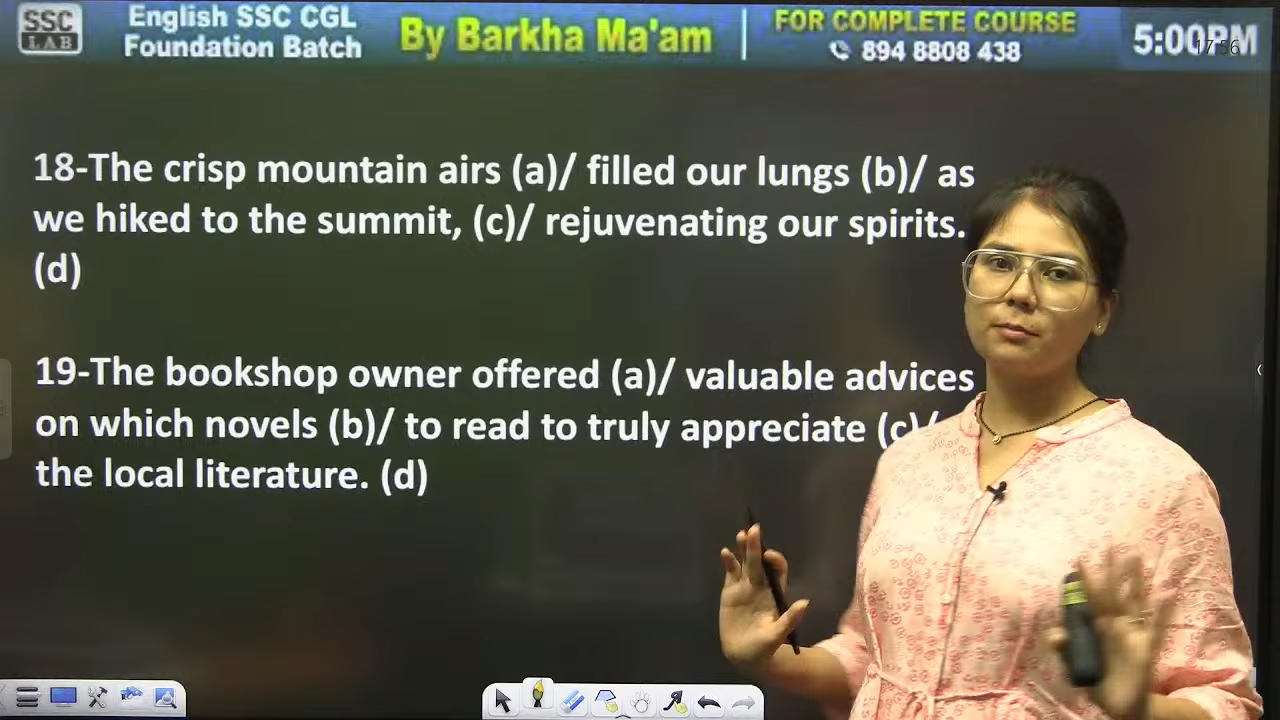 SSC
LAB
English SSC CGL
Foundation Batch
By Barkha Ma'am
FOR COMPLETE COURSE
894 8808 438
5:00PM
17:56
18-The crisp mountain airs (a)/ filled our lungs (b)/ as
we hiked to the summit, (c)/ rejuvenating our spirits.
(d)
19-The bookshop owner offered (a)/ valuable advices
on which novels (b)/ to read to truly appreciate (c)/
the local literature. (d)